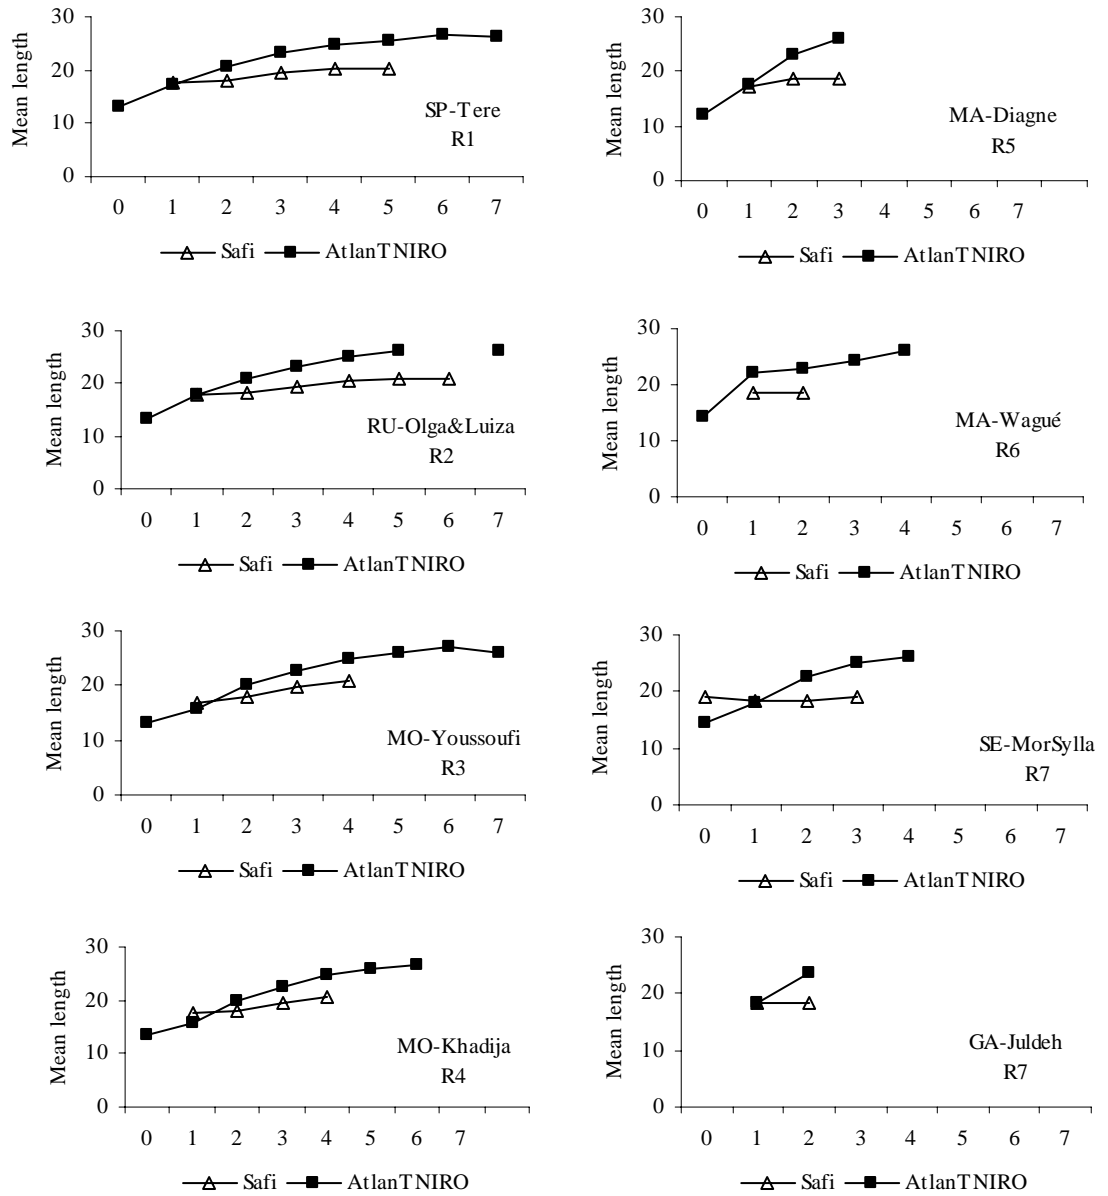 30
20
10
0
Mean length
SP-Tere
R1
0 1 2 3 4 5 6 7
Safi AtlanTNIRO
30
20
10
0
Mean length
MA-Diagne
R5
0 1 2 3 4 5 6 7
Safi AtlanTNIRO
30
20
10
0
Mean length
RU-Olga&Luiza
R2
0 1 2 3 4 5 6 7
Safi AtlanTNIRO
30
20
10
0
Mean length
MA-Wagué
R6
0 1 2 3 4 5 6 7
Safi AtlanTNIRO
30
20
10
0
Mean length
MO-Youssoufi
R3
0 1 2 3 4 5 6 7
Safi AtlanTNIRO
30
20
10
0
Mean length
SE-MorSylla
R7
0 1 2 3 4 5 6 7
Safi AtlanTNIRO
30
20
10
0
Mean length
MO-Khadija
R4
0 1 2 3 4 5 6 7
Safi AtlanTNIRO
30
20
10
0
Mean length
GA-Juldeh
R7
0 1 2 3 4 5 6 7
Safi AtlanTNIRO